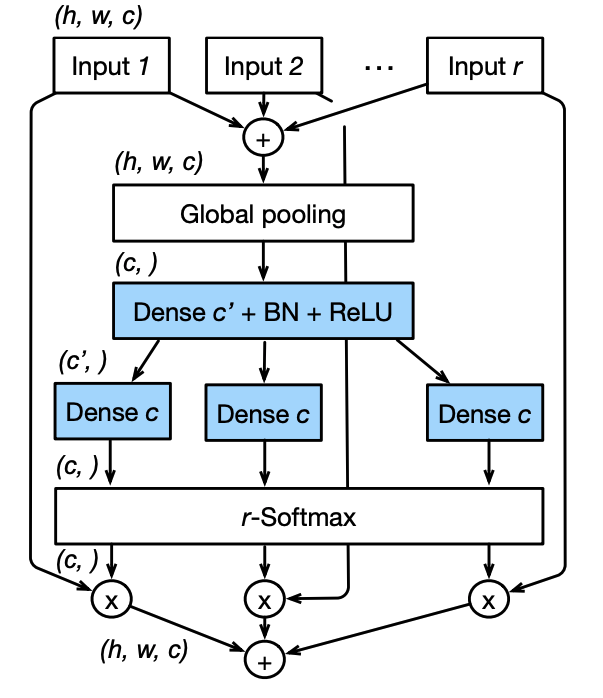 (h, w, c)
Input 1
Input 2
...
Input r
+
(h, w, c)
Global pooling
(c, )
Dense c’ + BN + ReLU
(c’, )
Dense c
Dense c
Dense c
(c, )
r-Softmax
(c, )
x
x
x
(h, w, c)
+